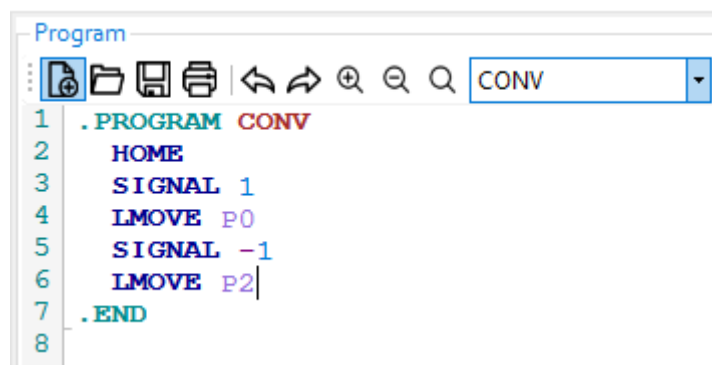 Program
CONV
1 .PROGRAM CONV
2 HOME
3 SIGNAL 1
4 LMOVE P0
5 SIGNAL -1
6 LMOVE P2
7 .END
8